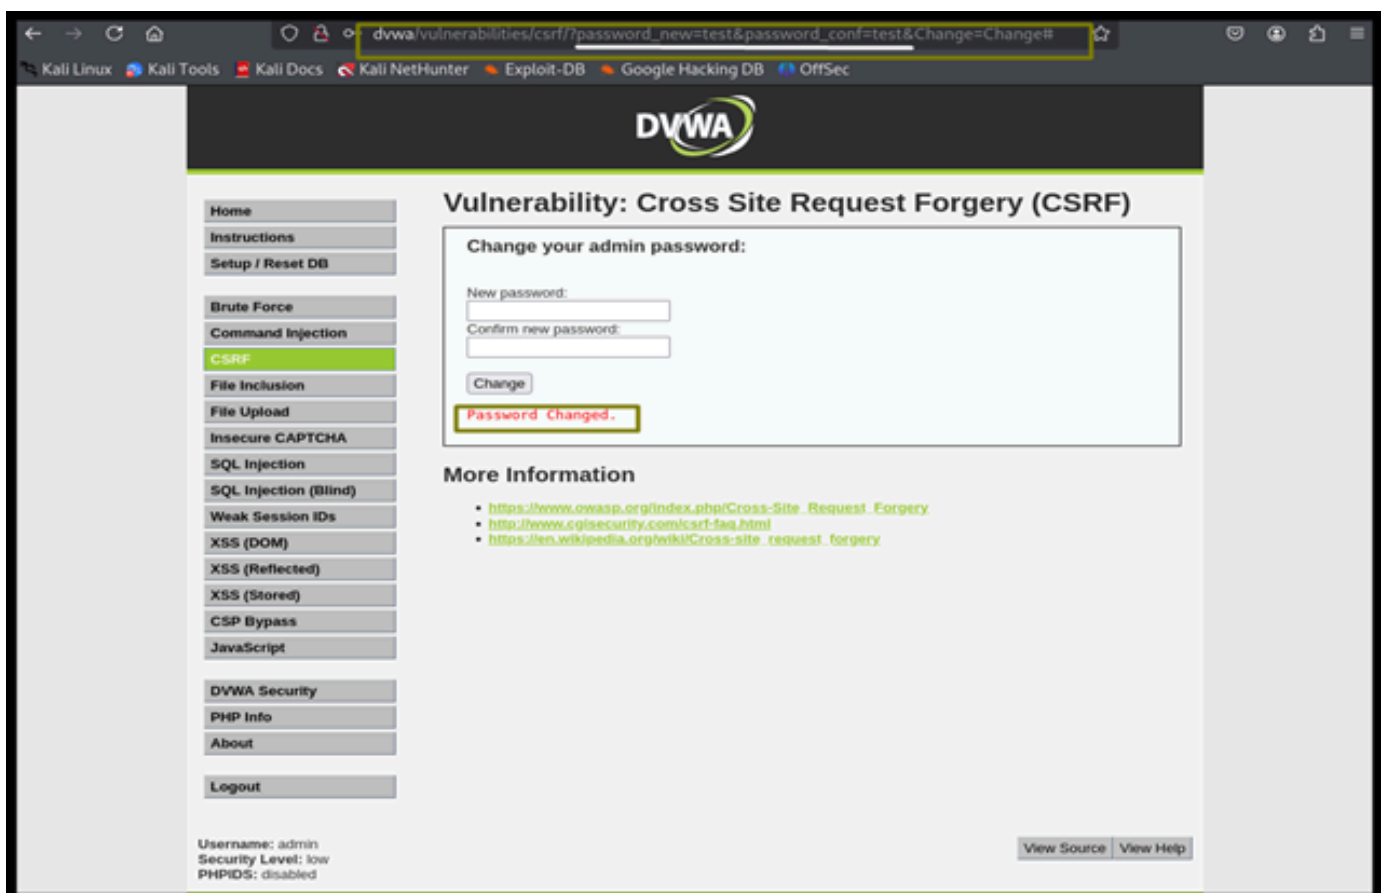 dvwa/vulnerabilities/csrf/?password_new=test&password_conf=test&Change=Change#
Kali Linux Kali Tools Kali Docs Kali NetHunter Exploit-DB Google Hacking DB OffSec
DVWA
Vulnerability: Cross Site Request Forgery (CSRF)
Home
Instructions
Setup / Reset DB
Brute Force
Command Injection
CSRF
File Inclusion
File Upload
Insecure CAPTCHA
SQL Injection
SQL Injection (Blind)
Weak Session IDs
XSS (DOM)
XSS (Reflected)
XSS (Stored)
CSP Bypass
JavaScript
DVWA Security
PHP Info
About
Logout
Change your admin password:
New password:
Confirm new password:
Change
Password Changed.
More Information
https://www.owasp.org/index.php/Cross-Site_Request_Forgery
http://www.cgisecurity.com/csrf-faq.html
https://en.wikipedia.org/wiki/Cross-site_request_forgery
Username: admin
Security Level: low
PHPIDS: disabled
View Source View Help